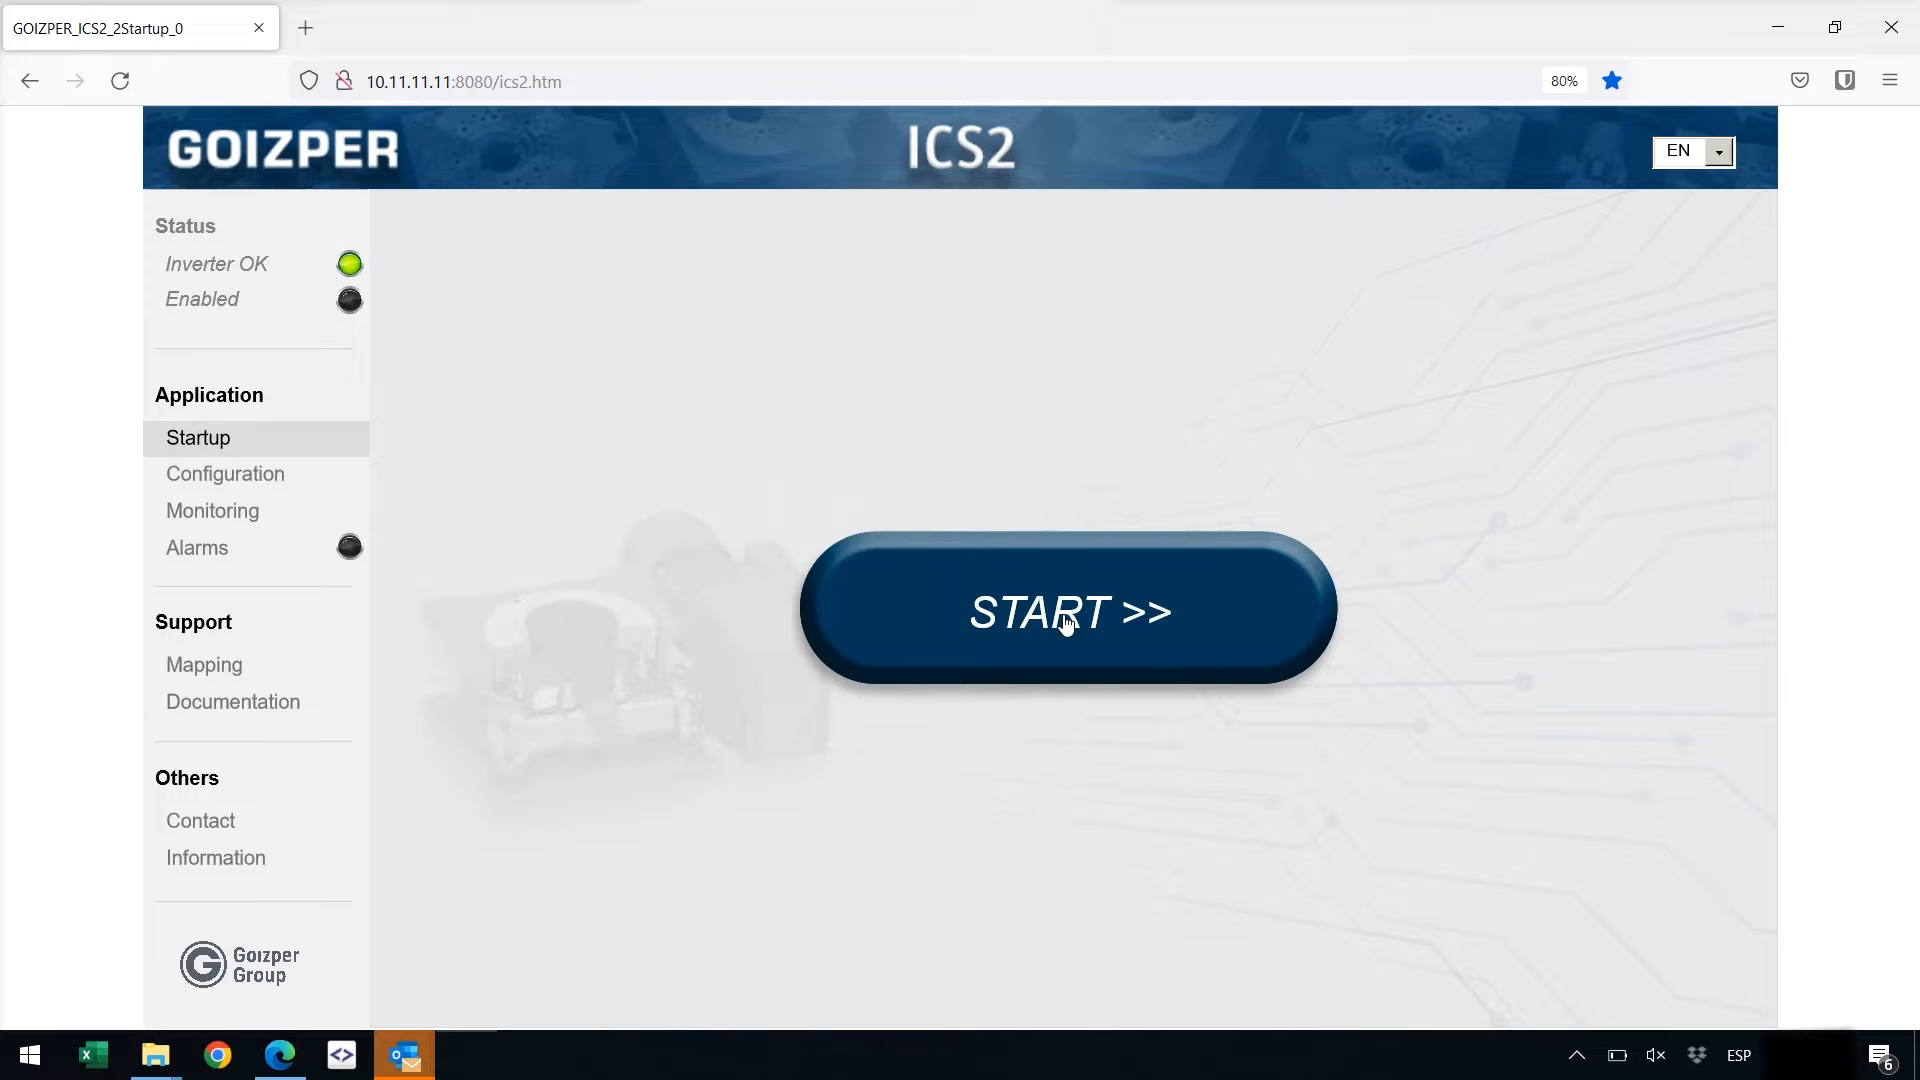 GOIZPER_ICS2_2Startup_0
10.11.11.11:8080/ics2.htm
80%
GOIZPER
ICS2
EN
Status
Inverter OK
Enabled
Application
Startup
Configuration
Monitoring
Alarms
START >>
Support
Mapping
Documentation
Others
Contact
Information
G Goizper
Group
ESP
6